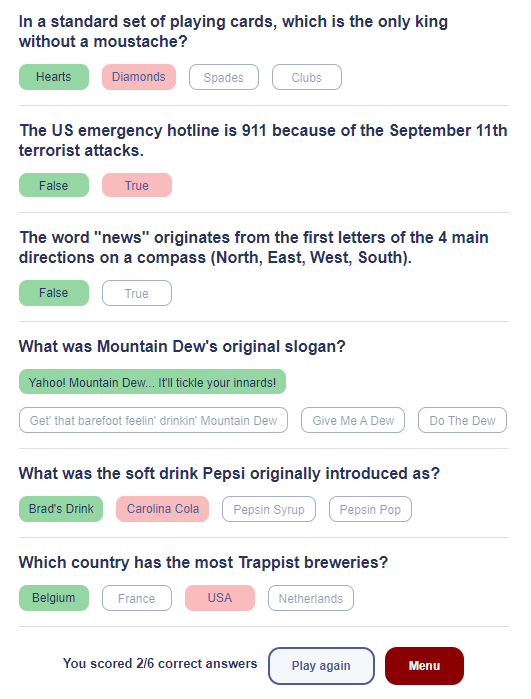 In a standard set of playing cards, which is the only king
without a moustache?
Hearts Diamonds Spades Clubs
The US emergency hotline is 911 because of the September 11th
terrorist attacks.
False True
The word "news" originates from the first letters of the 4 main
directions on a compass (North, East, West, South).
False True
What was Mountain Dew's original slogan?
Yahoo! Mountain Dew... It'll tickle your innards!
Get' that barefoot feelin' drinkin' Mountain Dew Give Me A Dew Do The Dew
What was the soft drink Pepsi originally introduced as?
Brad's Drink Carolina Cola Pepsin Syrup Pepsin Pop
Which country has the most Trappist breweries?
Belgium France USA Netherlands
You scored 2/6 correct answers Play again Menu